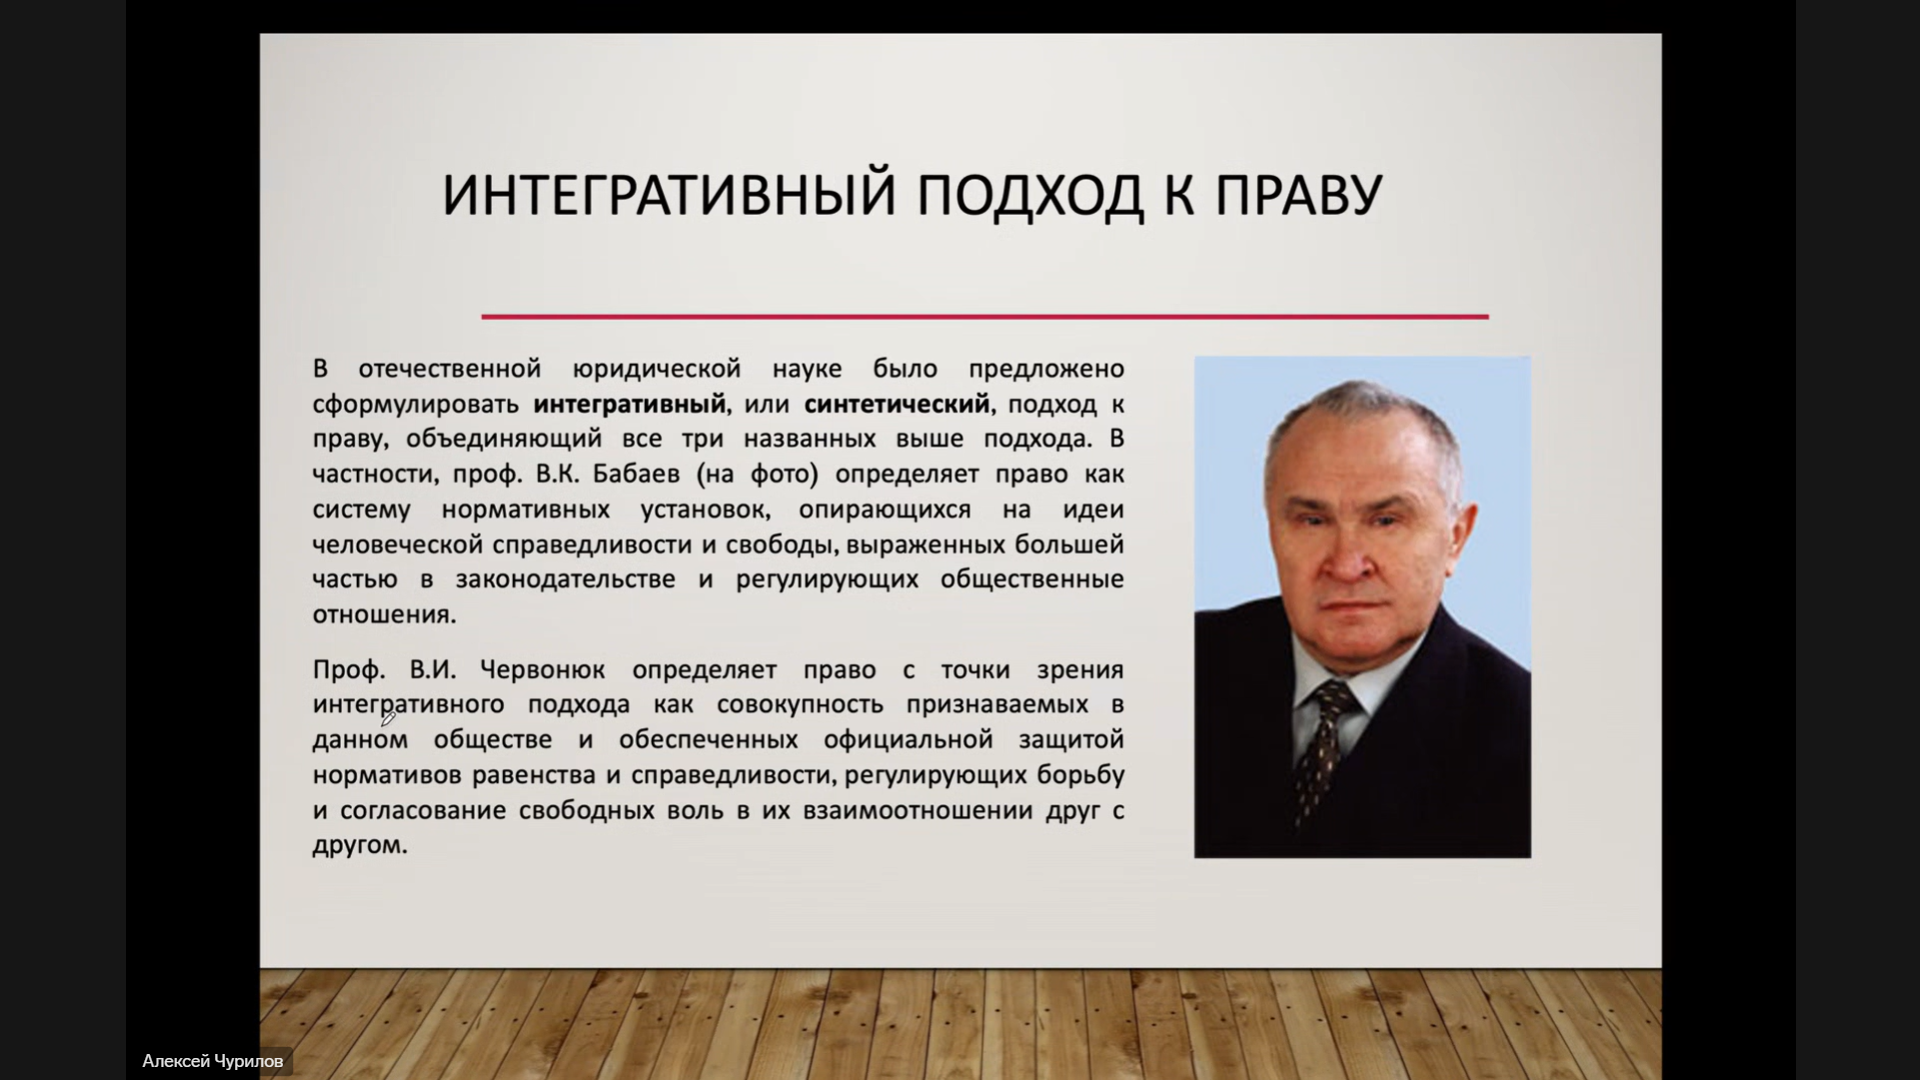 ИНТЕГРАТИВНЫЙ ПОДХОД К ПРАВУ
В отечественной юридической науке было предложено
сформулировать интегративный, или синтетический, подход к
праву, объединяющий все три названных выше подхода. В
частности, проф. В.К. Бабаев (на фото) определяет право как
систему нормативных установок, опирающихся на идеи
человеческой справедливости и свободы, выраженных большей
частью в законодательстве и регулирующих общественные
отношения.
Проф. В.И. Червонюк определяет право с точки зрения
интегративного подхода как совокупность признаваемых в
данном обществе и обеспеченных официальной защитой
нормативов равенства и справедливости, регулирующих борьбу
и согласование свободных воль в их взаимоотношении друг с
другом.
Алексей Чурилов